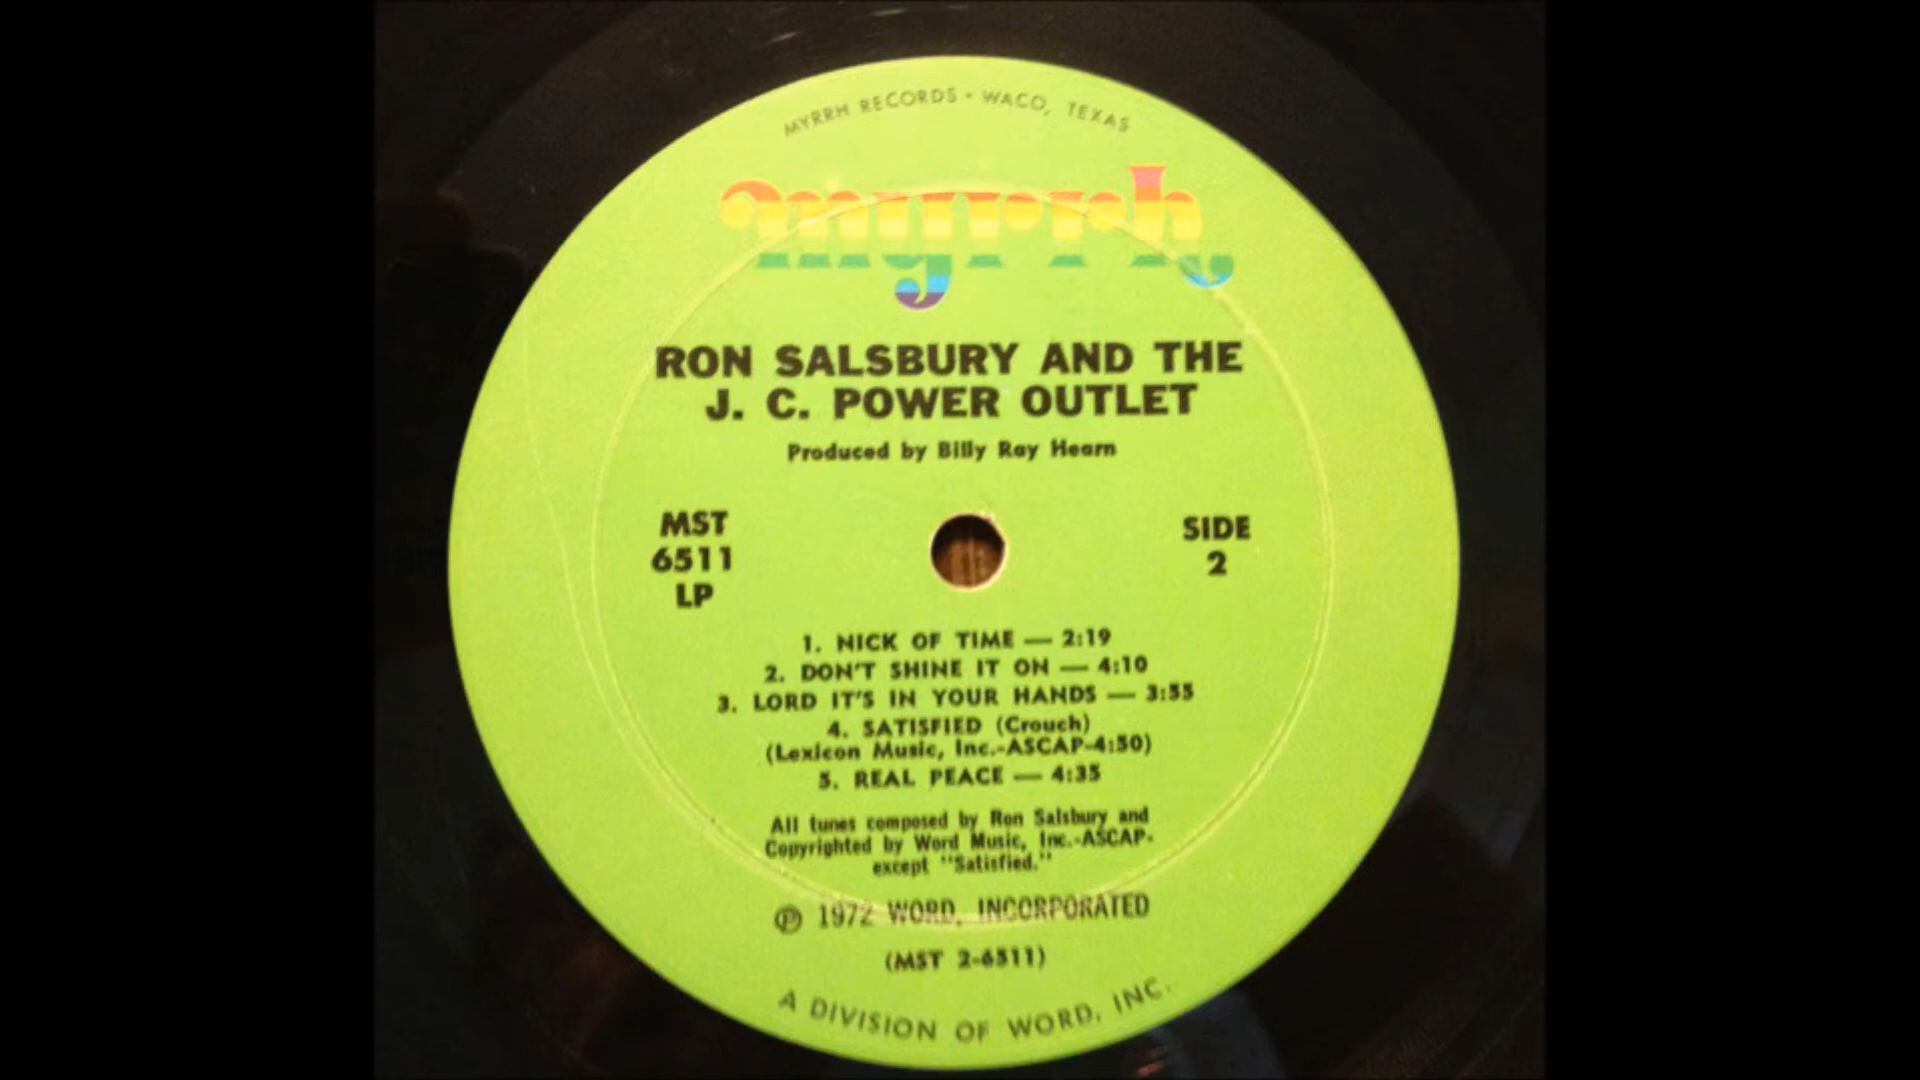 MYRRH RECORDS • WACO, TEXAS
myrrh
RON SALSBURY AND THE
J. C. POWER OUTLET
Produced by Billy Ray Hearn
MST
6511
LP
SIDE
2
1. NICK OF TIME — 2:19
2. DON'T SHINE IT ON — 4:10
3. LORD IT'S IN YOUR HANDS — 3:55
4. SATISFIED (Crouch)
(Lexicon Music, Inc.-ASCAP-4:50)
5. REAL PEACE — 4:35
All tunes composed by Ron Salsbury and
Copyrighted by Word Music, Inc.-ASCAP-
except "Satisfied."
Ⓟ 1972 WORD, INCORPORATED
(MST 2-6511)
A DIVISION OF WORD, INC.